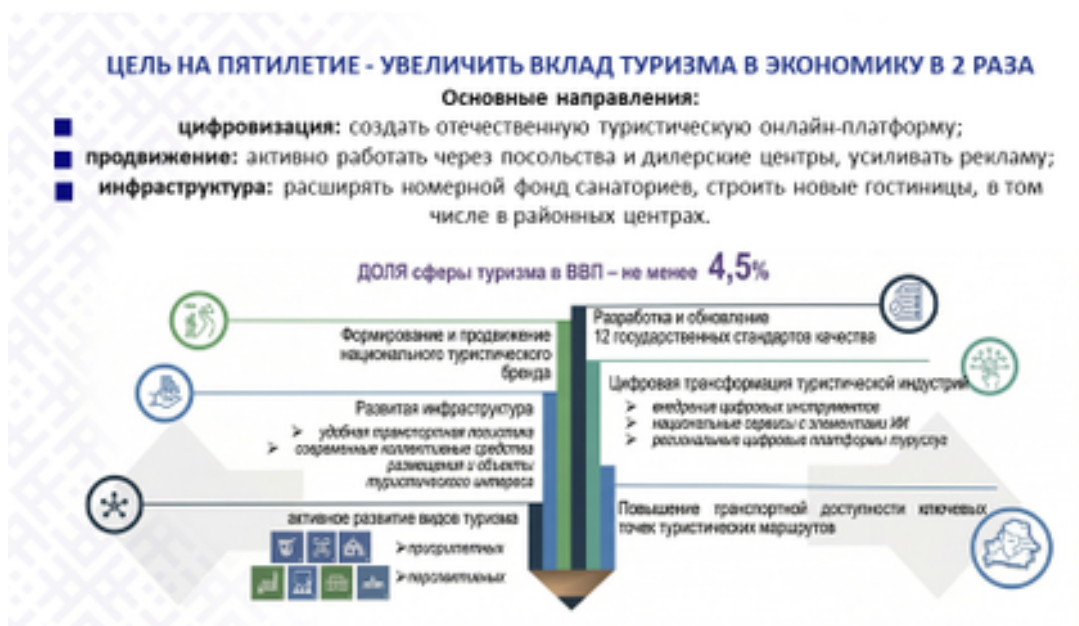 ЦЕЛЬ НА ПЯТИЛЕТИЕ - УВЕЛИЧИТЬ ВКЛАД ТУРИЗМА В ЭКОНОМИКУ В 2 РАЗА
Основные направления:
цифровизация: создать отечественную туристическую онлайн-платформу;
продвижение: активно работать через посольства и дилерские центры, усиливать рекламу;
инфраструктура: расширять номерной фонд санаториев, строить новые гостиницы, в том
числе в районных центрах.
ДОЛЯ сферы туризма в ВВП – не менее 4,5%
Формирование и продвижение
национального туристического
бренда
Развитая инфраструктура
удобная транспортная логистика
современные коллективные средства
размещения и объекты
туристического интереса
активное развитие видов туризма
приоритетных
перспективных
Разработка и обновление
12 государственных стандартов качества
Цифровая трансформация туристической индустрии
внедрение цифровых инструментов
национальные сервисы с элементами ИИ
региональные цифровые платформы туруслуг
Повышение транспортной доступности ключевых
точек туристических маршрутов